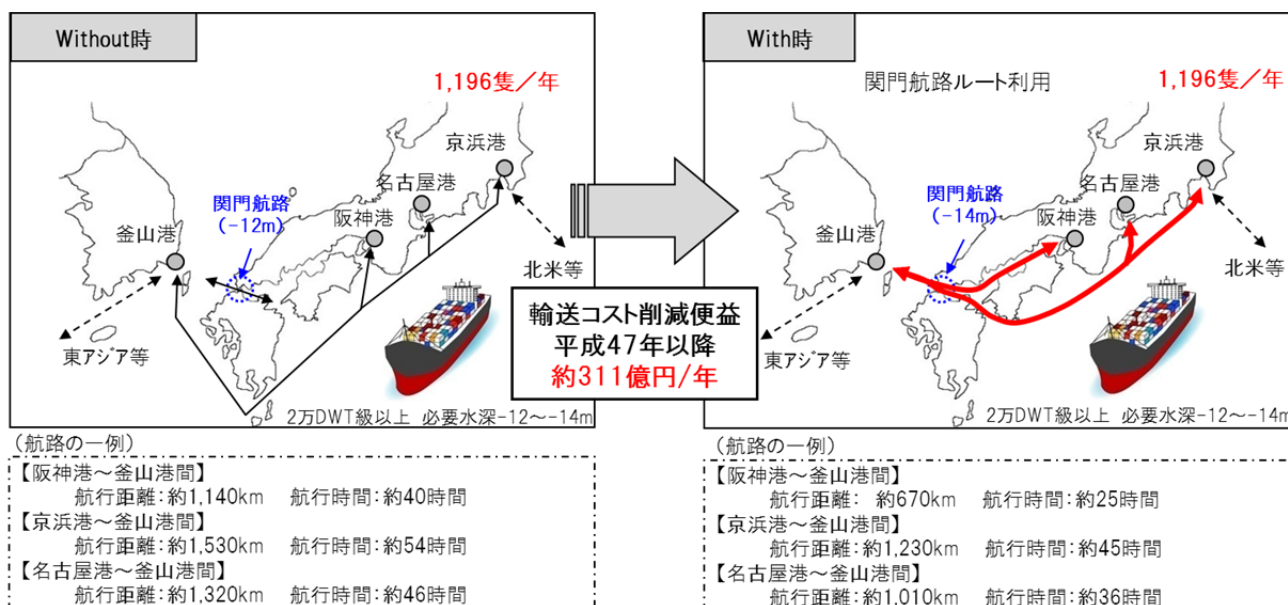 Without時
1,196隻／年
京浜港
名古屋港
関門航路
(-12m)
阪神港
釜山港
北米等
東アジア等
2万DWT級以上 必要水深-12～-14m
(航路の一例)
【阪神港～釜山港間】
航行距離：約1,140km 航行時間：約40時間
【京浜港～釜山港間】
航行距離：約1,530km 航行時間：約54時間
【名古屋港～釜山港間】
航行距離：約1,320km 航行時間：約46時間
輸送コスト削減便益
平成47年以降
約311億円/年
With時
関門航路ルート利用
1,196隻／年
京浜港
名古屋港
関門航路
(-14m)
阪神港
釜山港
北米等
東アジア等
2万DWT級以上 必要水深-12～-14m
(航路の一例)
【阪神港～釜山港間】
航行距離： 約670km 航行時間：約25時間
【京浜港～釜山港間】
航行距離：約1,230km 航行時間：約45時間
【名古屋港～釜山港間】
航行距離：約1,010km 航行時間：約36時間